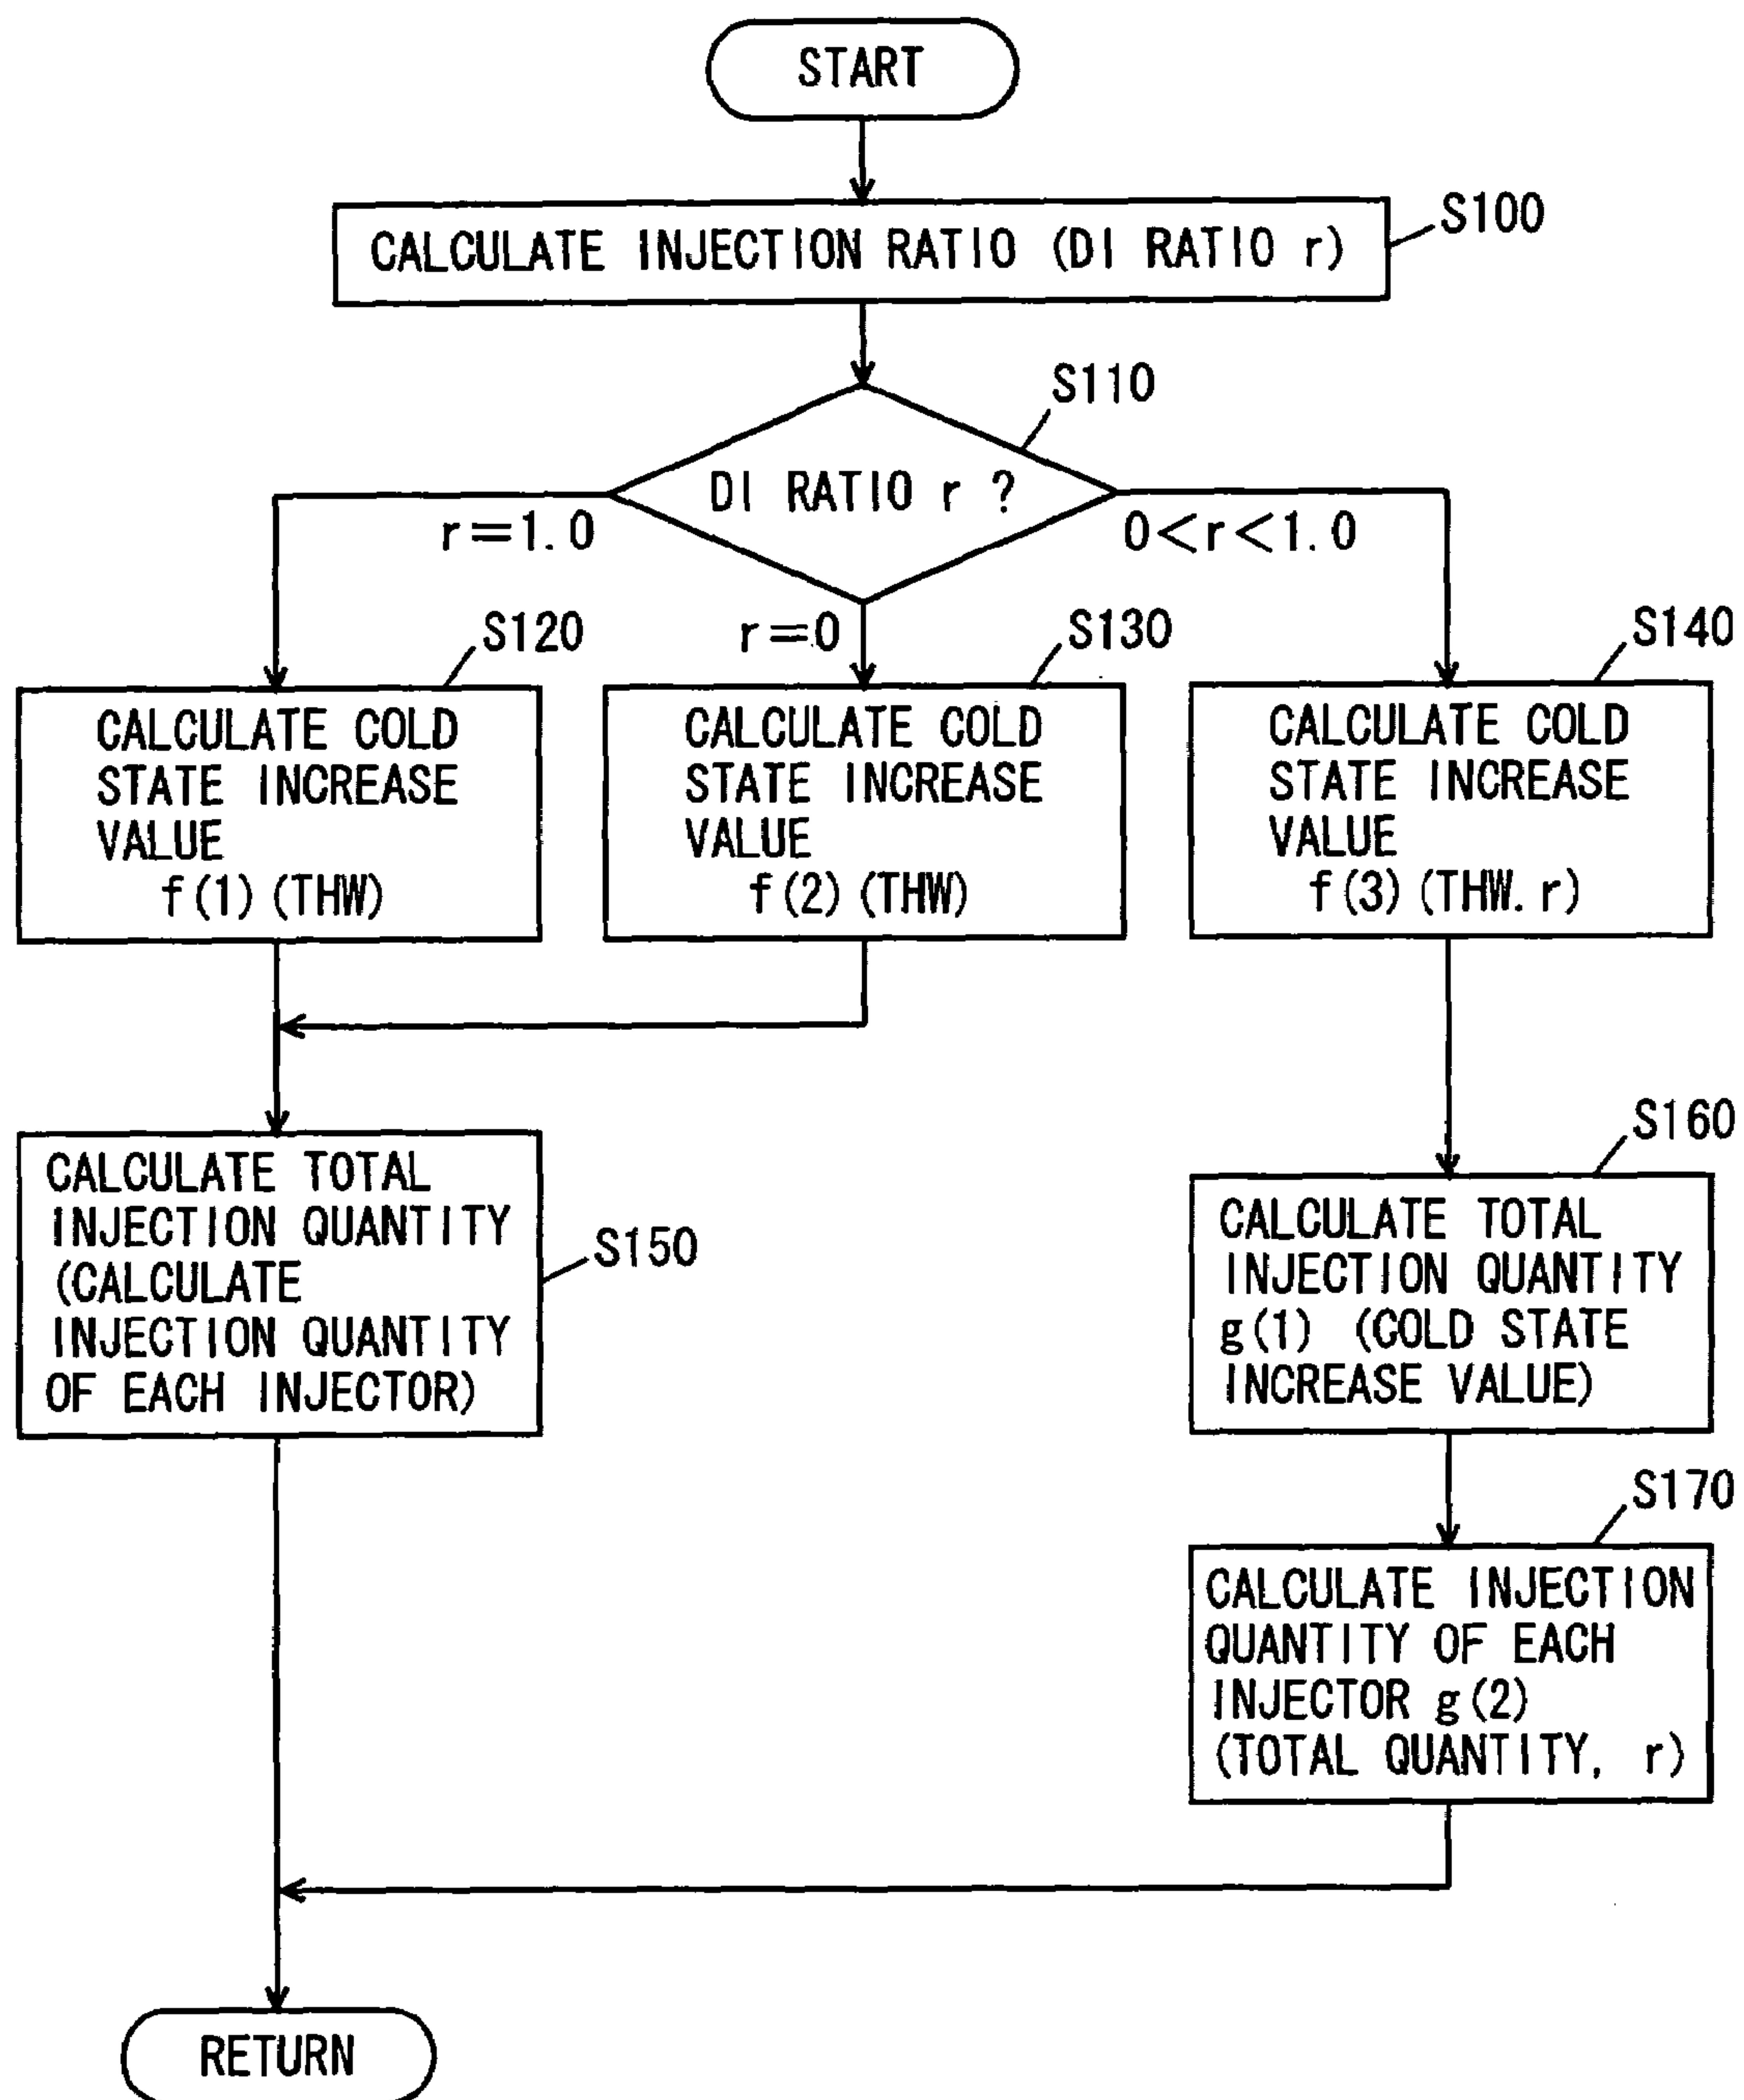 START
CALCULATE INJECTION RATIO (DI RATIO r)
S100
S110
DI RATIO r ?
r=1.0
0<r<1.0
r=0
S120
CALCULATE COLD
STATE INCREASE
VALUE
f(1)(THW)
S130
CALCULATE COLD
STATE INCREASE
VALUE
f(2)(THW)
S140
CALCULATE COLD
STATE INCREASE
VALUE
f(3)(THW. r)
CALCULATE TOTAL
INJECTION QUANTITY
(CALCULATE
INJECTION QUANTITY
OF EACH INJECTOR)
S150
S160
CALCULATE TOTAL
INJECTION QUANTITY
g(1) (COLD STATE
INCREASE VALUE)
S170
CALCULATE INJECTION
QUANTITY OF EACH
INJECTOR g(2)
(TOTAL QUANTITY, r)
RETURN